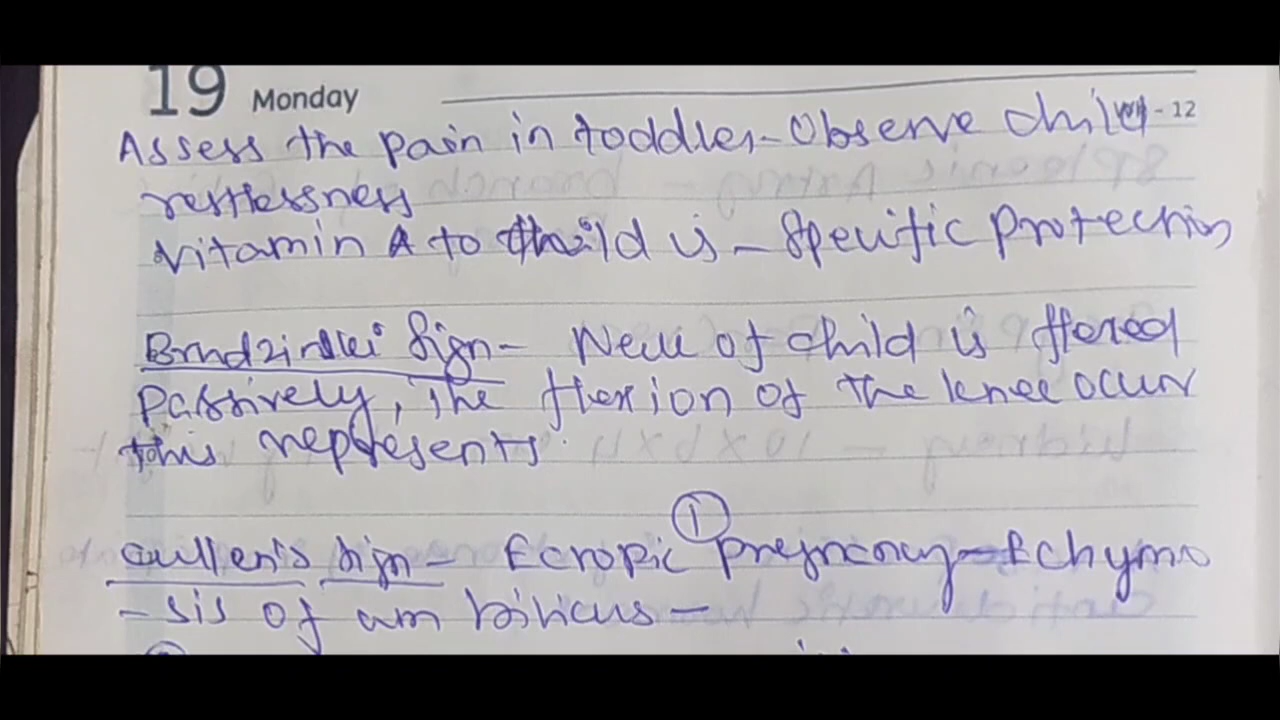 19 Monday
Assess the pain in toddler - Observe child - 12
restlessness
Vitamin A to child is - Specific Protection
Brudzinski Sign - Neck of child is
Passively, The flexion of the knee occur
this represents.
①
Cullen's sign - Ectopic pregnancy - Echymo
-sis of umbilicus -